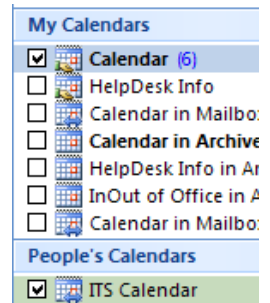 My Calendars
Calendar (6)
HelpDesk Info
Calendar in Mailbo
Calendar in Archive
HelpDesk Info in Ar
InOut of Office in A
Calendar in Mailbo
People's Calendars
ITS Calendar